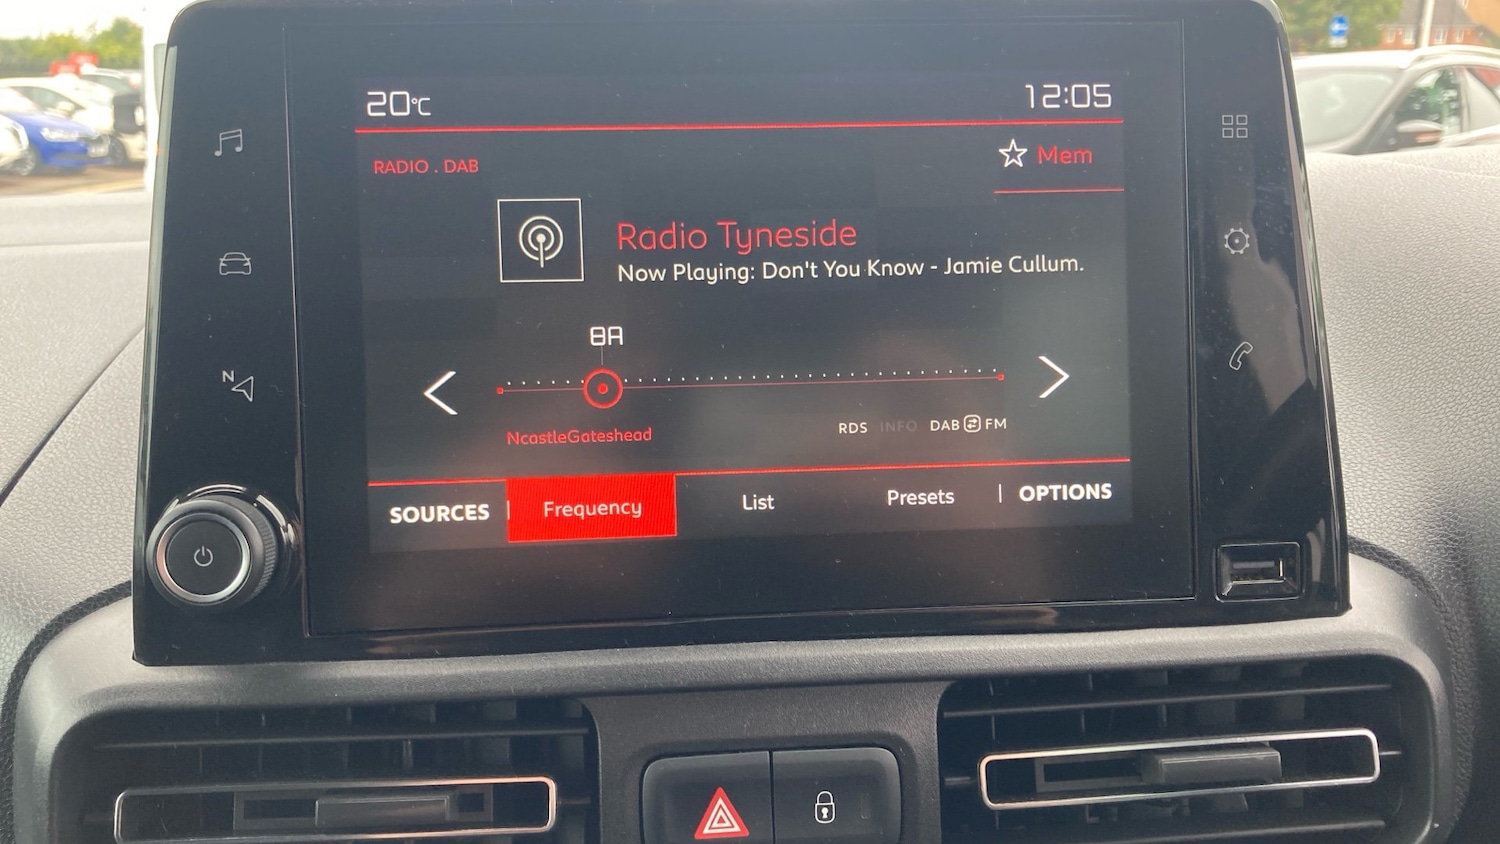 20°C 12:05
RADIO . DAB
Mem
Radio Tyneside
Now Playing: Don't You Know - Jamie Cullum.
8A
NcastleGateshead
RDS INFO DAB FM
SOURCES | Frequency List Presets | OPTIONS
N